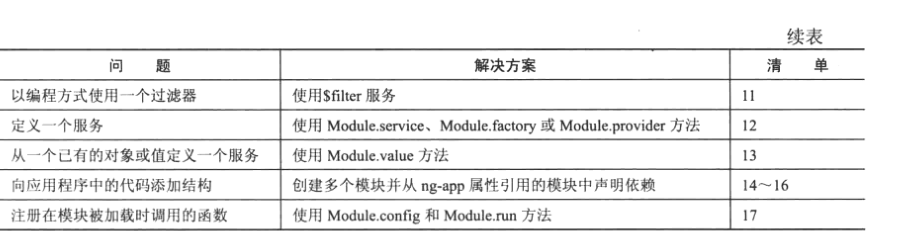 续表
问 题 解决方案 清 单
以编程方式使用一个过滤器 使用$filter 服务 11
定义一个服务 使用 Module.service、Module.factory 或 Module.provider 方法 12
从一个已有的对象或值定义一个服务 使用 Module.value 方法 13
向应用程序中的代码添加结构 创建多个模块并从 ng-app 属性引用的模块中声明依赖 14～16
注册在模块被加载时调用的函数 使用 Module.config 和 Module.run 方法 17